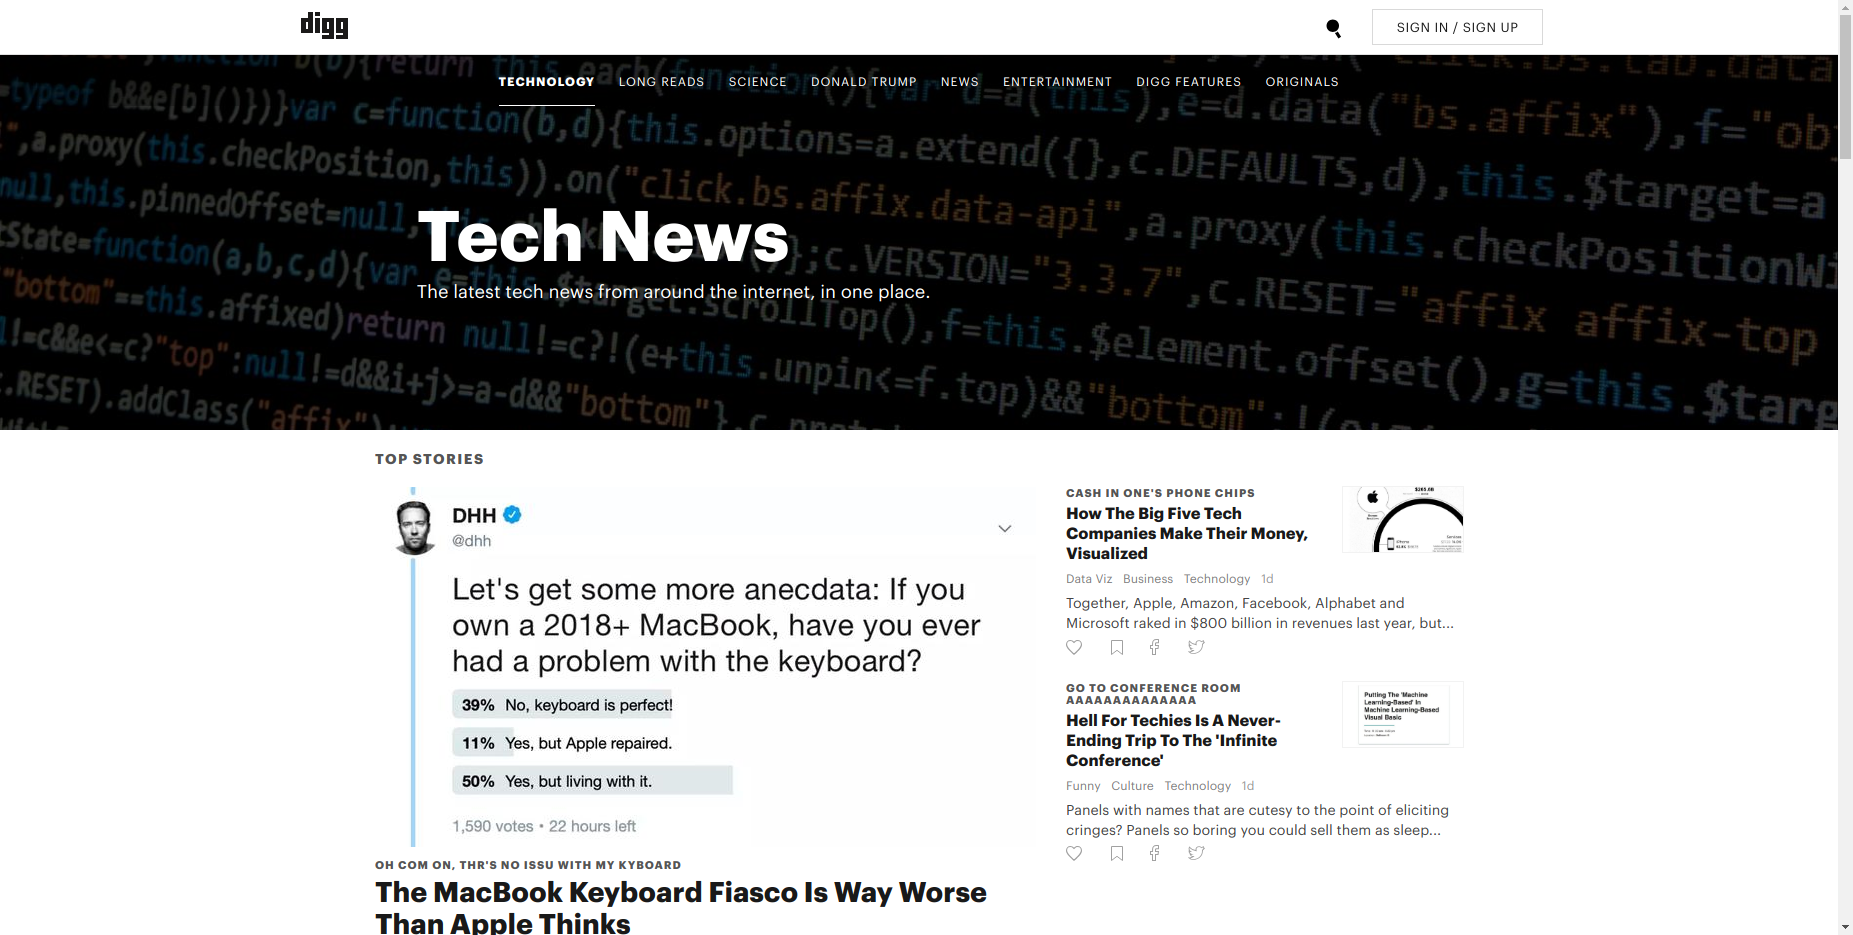 digg
SIGN IN / SIGN UP
TECHNOLOGY LONG READS SCIENCE DONALD TRUMP NEWS ENTERTAINMENT DIGG FEATURES ORIGINALS
Tech News
The latest tech news from around the internet, in one place.
TOP STORIES
DHH
@dhh
Let's get some more anecdata: If you
own a 2018+ MacBook, have you ever
had a problem with the keyboard?
39% No, keyboard is perfect!
11% Yes, but Apple repaired.
50% Yes, but living with it.
1,590 votes • 22 hours left
OH COM ON, THR'S NO ISSU WITH MY KYBOARD
The MacBook Keyboard Fiasco Is Way Worse
Than Apple Thinks
CASH IN ONE'S PHONE CHIPS
How The Big Five Tech
Companies Make Their Money,
Visualized
Data Viz Business Technology 1d
Together, Apple, Amazon, Facebook, Alphabet and
Microsoft raked in $800 billion in revenues last year, but...
GO TO CONFERENCE ROOM
AAAAAAAAAAAAAA
Hell For Techies Is A Never-
Ending Trip To The 'Infinite
Conference'
Funny Culture Technology 1d
Panels with names that are cutesy to the point of eliciting
cringes? Panels so boring you could sell them as sleep...
Putting The 'Machine
Learning-Based' In
Machine Learning-Based
Visual Basic